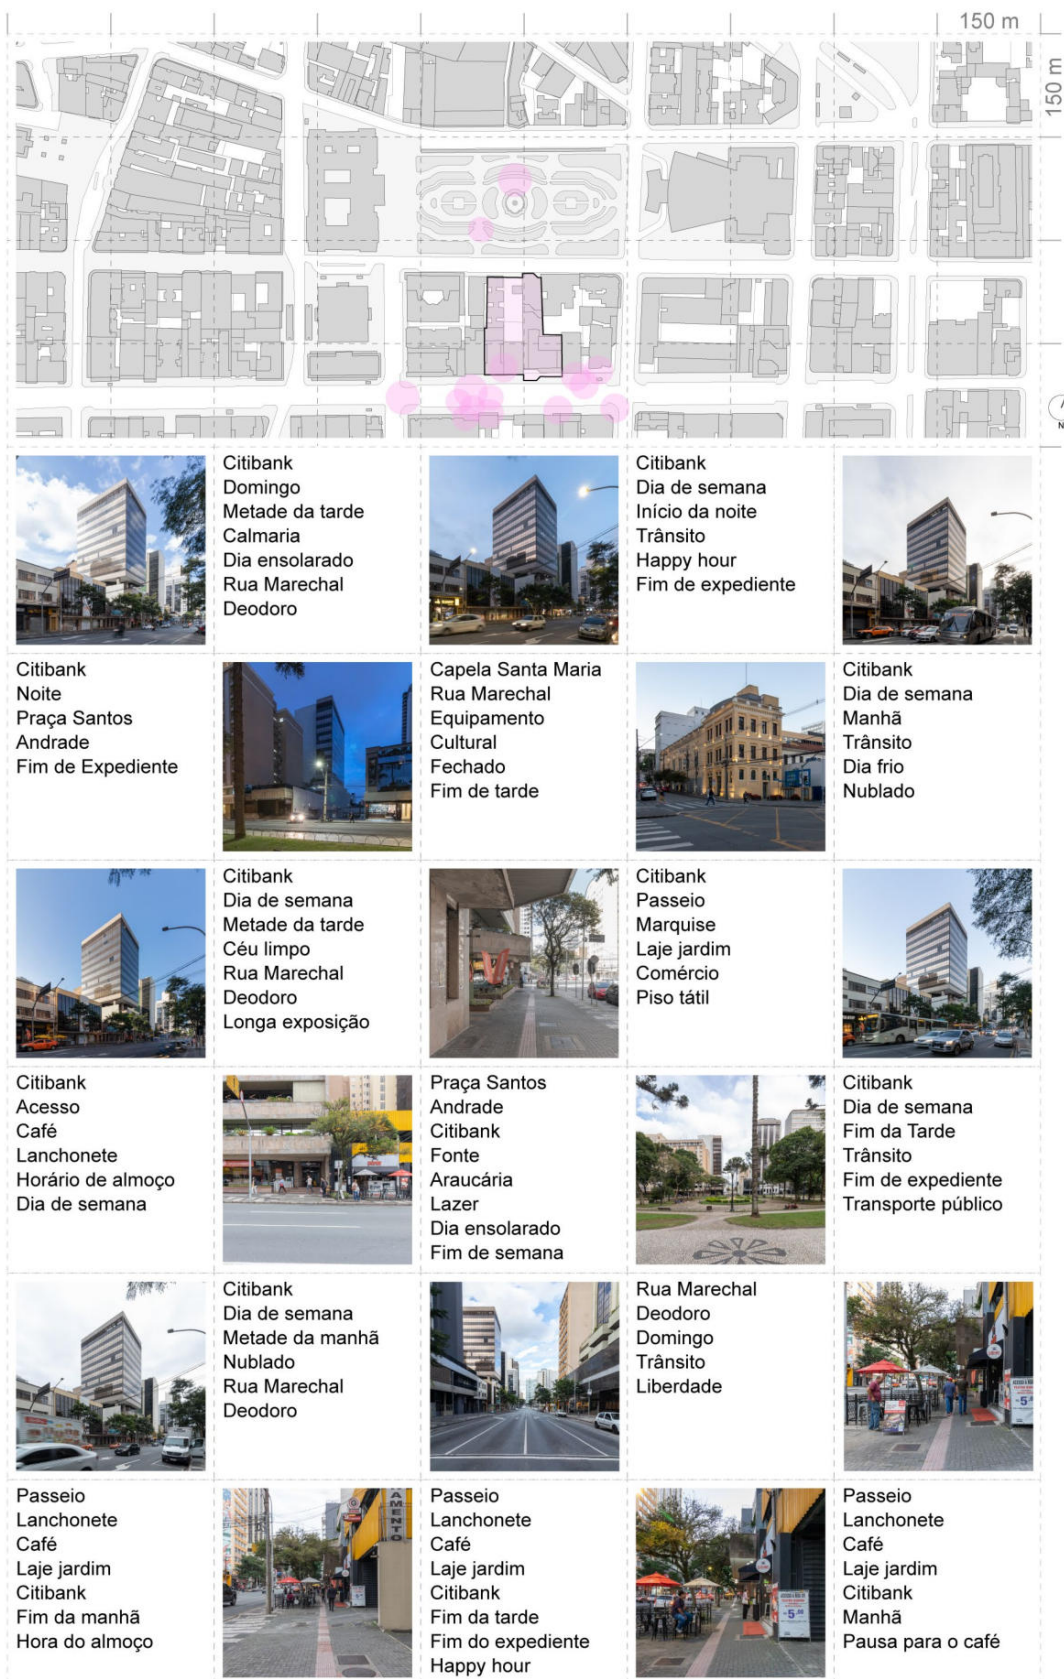 150 m
150 m
N
Citibank
Domingo
Metade da tarde
Calmaria
Dia ensolarado
Rua Marechal
Deodoro
Citibank
Dia de semana
Início da noite
Trânsito
Happy hour
Fim de expediente
Citibank
Noite
Praça Santos
Andrade
Fim de Expediente
Capela Santa Maria
Rua Marechal
Equipamento
Cultural
Fechado
Fim de tarde
Citibank
Dia de semana
Manhã
Trânsito
Dia frio
Nublado
Citibank
Dia de semana
Metade da tarde
Céu limpo
Rua Marechal
Deodoro
Longa exposição
Citibank
Passeio
Marquise
Laje jardim
Comércio
Piso tátil
Citibank
Acesso
Café
Lanchonete
Horário de almoço
Dia de semana
Praça Santos
Andrade
Citibank
Fonte
Araucária
Lazer
Dia ensolarado
Fim de semana
Citibank
Dia de semana
Fim da Tarde
Trânsito
Fim de expediente
Transporte público
Citibank
Dia de semana
Metade da manhã
Nublado
Rua Marechal
Deodoro
Rua Marechal
Deodoro
Domingo
Trânsito
Liberdade
5
Passeio
Lanchonete
Café
Laje jardim
Citibank
Fim da manhã
Hora do almoço
AMENTO
Passeio
Lanchonete
Café
Laje jardim
Citibank
Fim da tarde
Fim do expediente
Happy hour
5
Passeio
Lanchonete
Café
Laje jardim
Citibank
Manhã
Pausa para o café